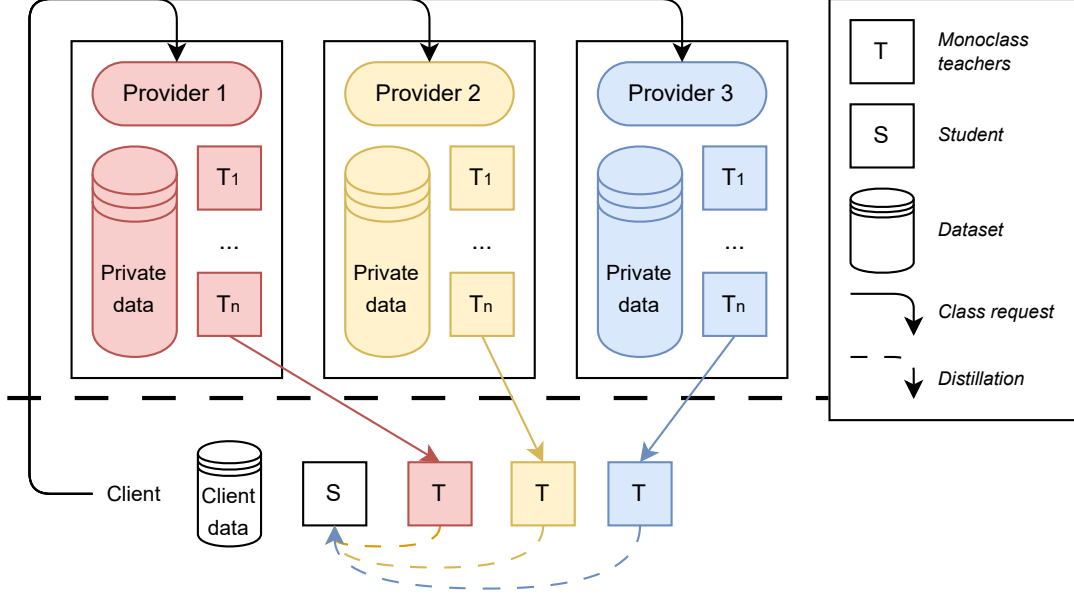 Provider 1
Provider 2
Provider 3
T1
T1
T1
...
...
...
Private
data
Private
data
Private
data
Tn
Tn
Tn
Client
Client
data
S
T
T
T
T
Monoclass
teachers
S
Student
Dataset
Class request
Distillation